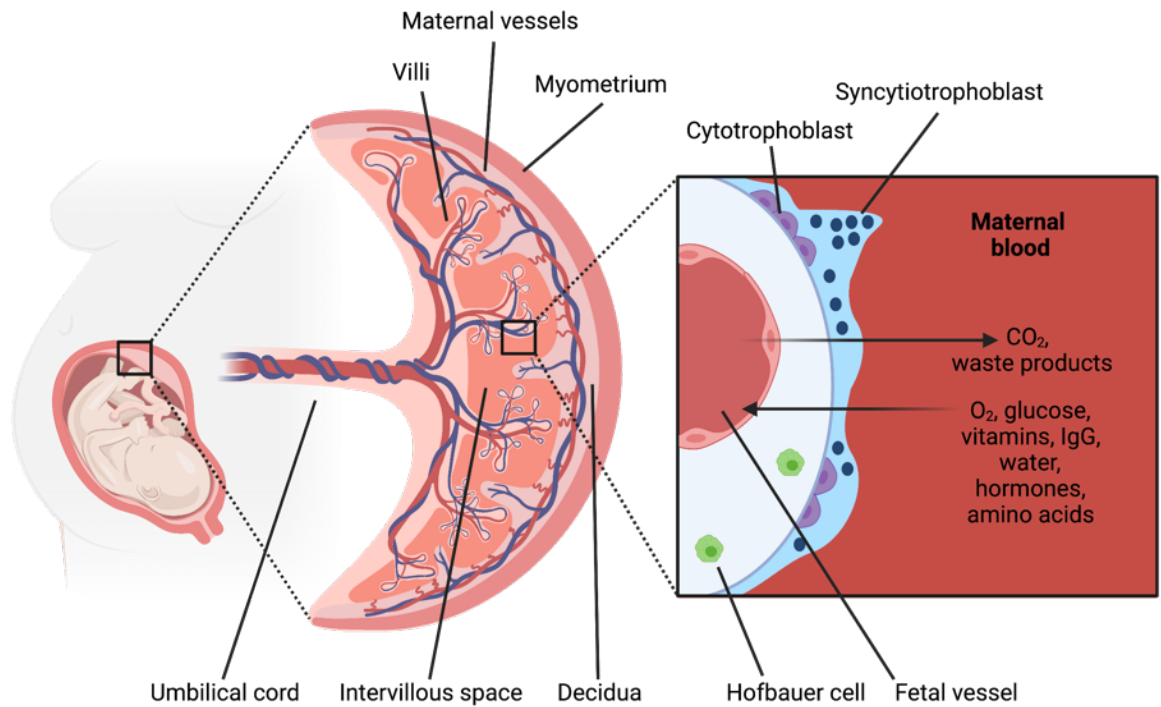 Maternal vessels
Villi
Myometrium
Syncytiotrophoblast
Cytotrophoblast
Maternal
blood
CO₂,
waste products
O₂, glucose,
vitamins, IgG,
water,
hormones,
amino acids
Umbilical cord
Intervillous space
Decidua
Hofbauer cell
Fetal vessel